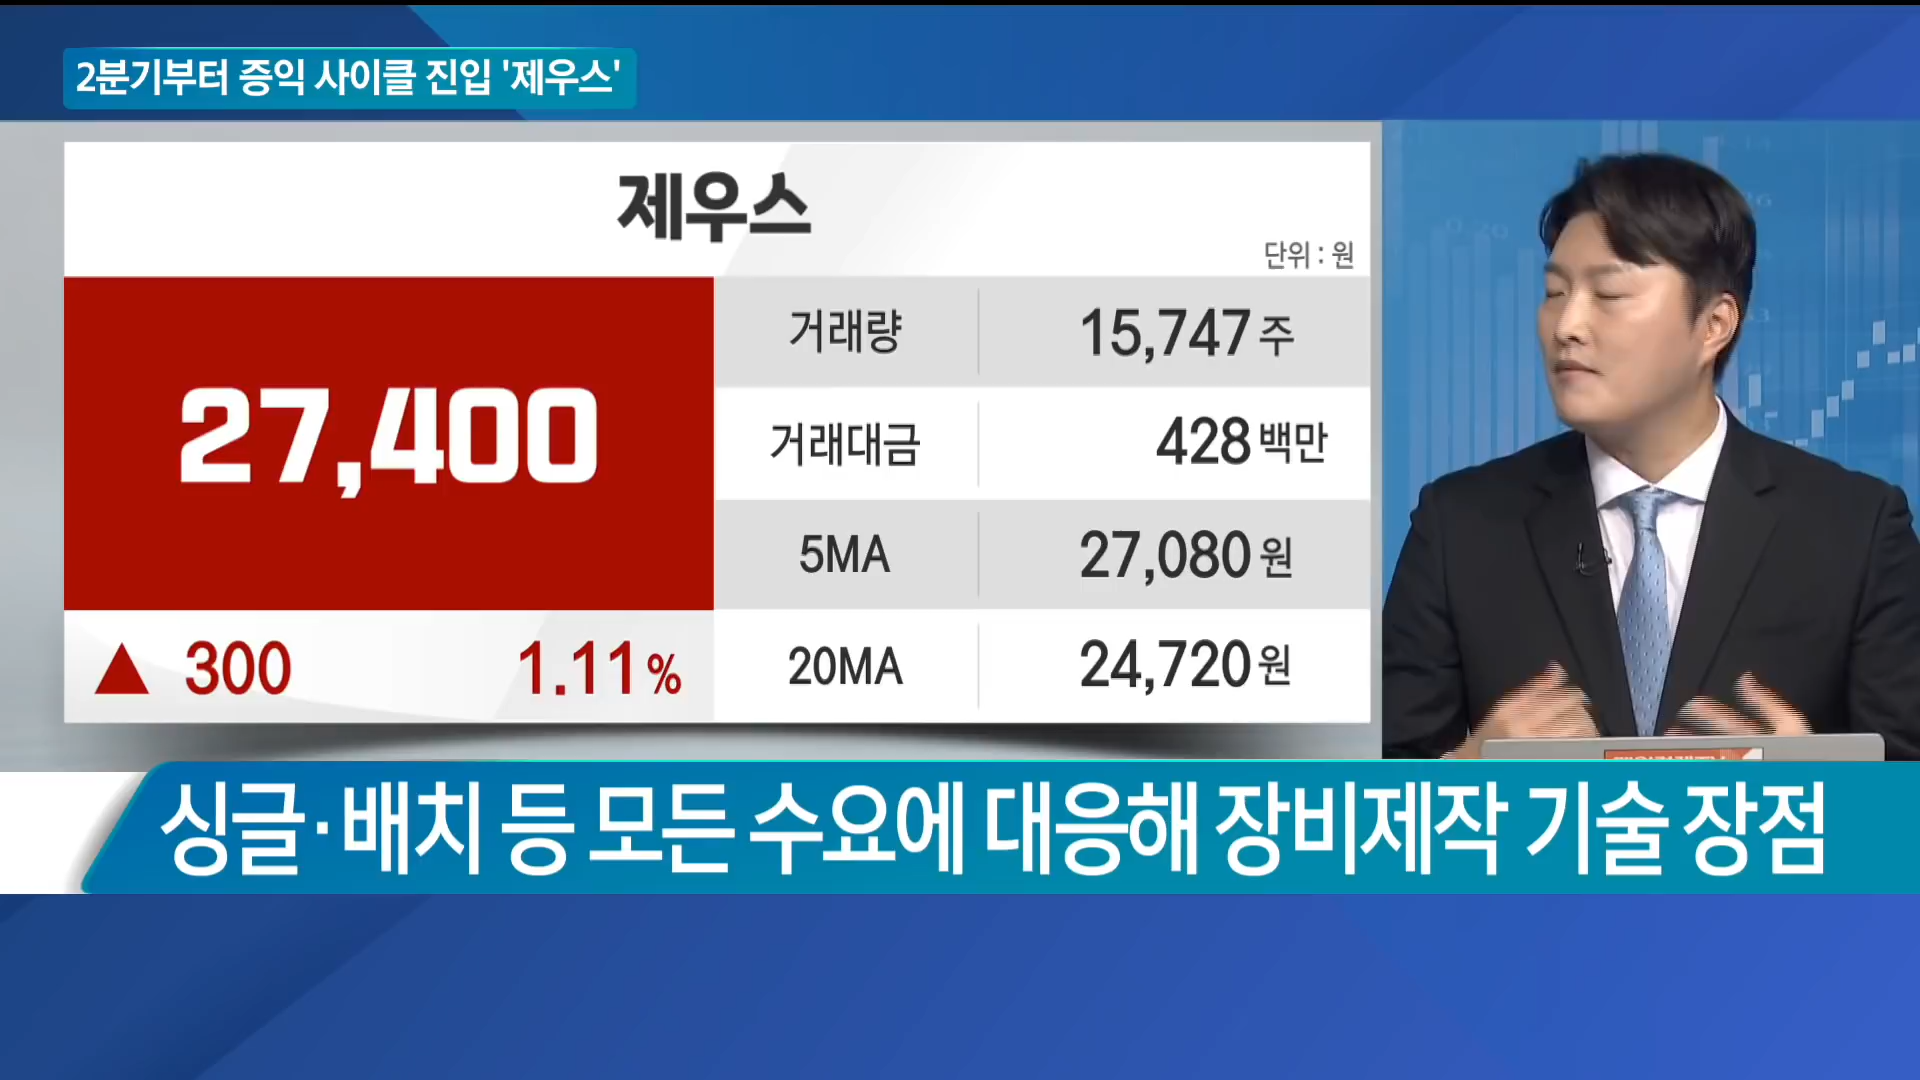 2분기부터 증익 사이클 진입 '제우스'
제우스
단위 : 원
27,400
▲ 300 1.11%
거래량 15,747 주
거래대금 428 백만
5MA 27,080 원
20MA 24,720 원
싱글·배치 등 모든 수요에 대응해 장비제작 기술 장점